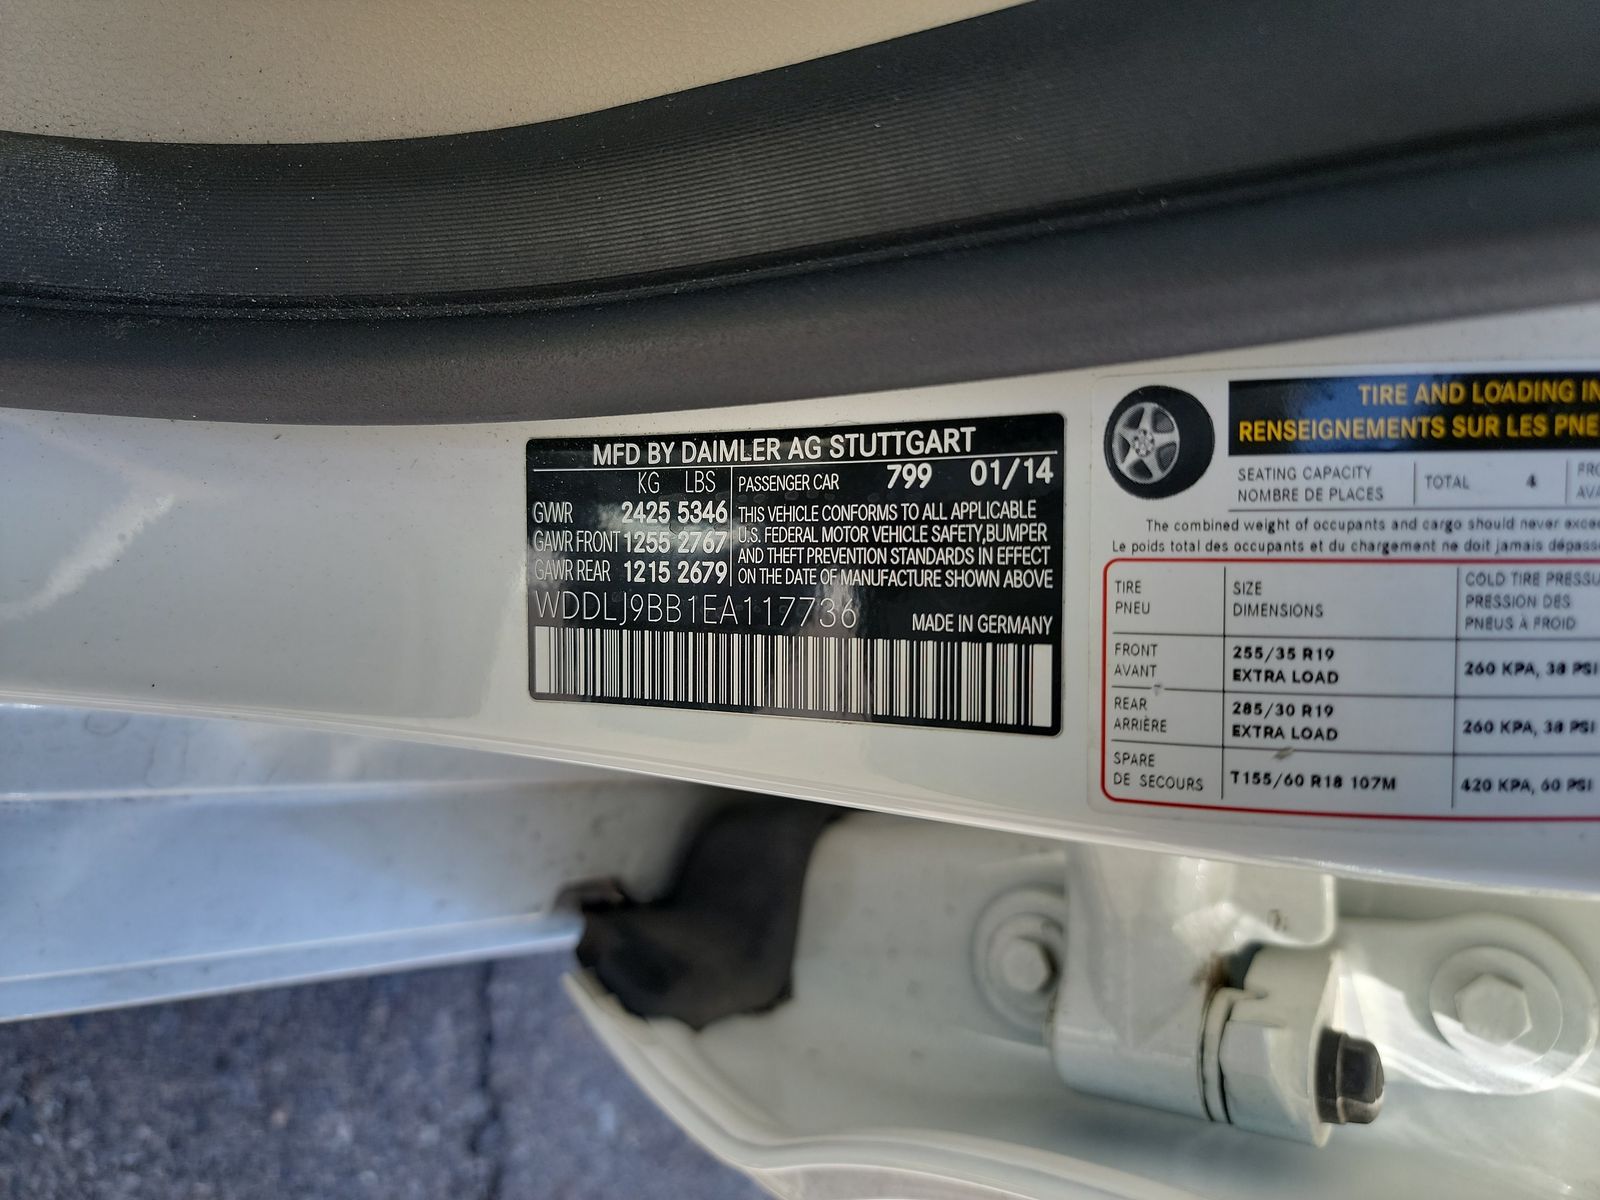 MFD BY DAIMLER AG STUTTGART
KG LBS
GVWR 2425 5346
GAWR FRONT 1255 2767
GAWR REAR 1215 2679
PASSENGER CAR 799 01/14
THIS VEHICLE CONFORMS TO ALL APPLICABLE
U.S. FEDERAL MOTOR VEHICLE SAFETY,BUMPER
AND THEFT PREVENTION STANDARDS IN EFFECT
ON THE DATE OF MANUFACTURE SHOWN ABOVE
WDDLJ9BB1EA117736
MADE IN GERMANY
TIRE AND LOADING IN
RENSEIGNEMENTS SUR LES PNE
SEATING CAPACITY
NOMBRE DE PLACES
TOTAL 4
FRO
AVA
The combined weight of occupants and cargo should never excee
Le poids total des occupants et du chargement ne doit jamais dépasse
TIRE
PNEU
SIZE
DIMENSIONS
COLD TIRE PRESSU
PRESSION DES
PNEUS À FROID
FRONT
AVANT
255/35 R19
EXTRA LOAD
260 KPA, 38 PSI
REAR
ARRIÈRE
285/30 R19
EXTRA LOAD
260 KPA, 38 PSI
SPARE
DE SECOURS
T155/60 R18 107M
420 KPA, 60 PSI